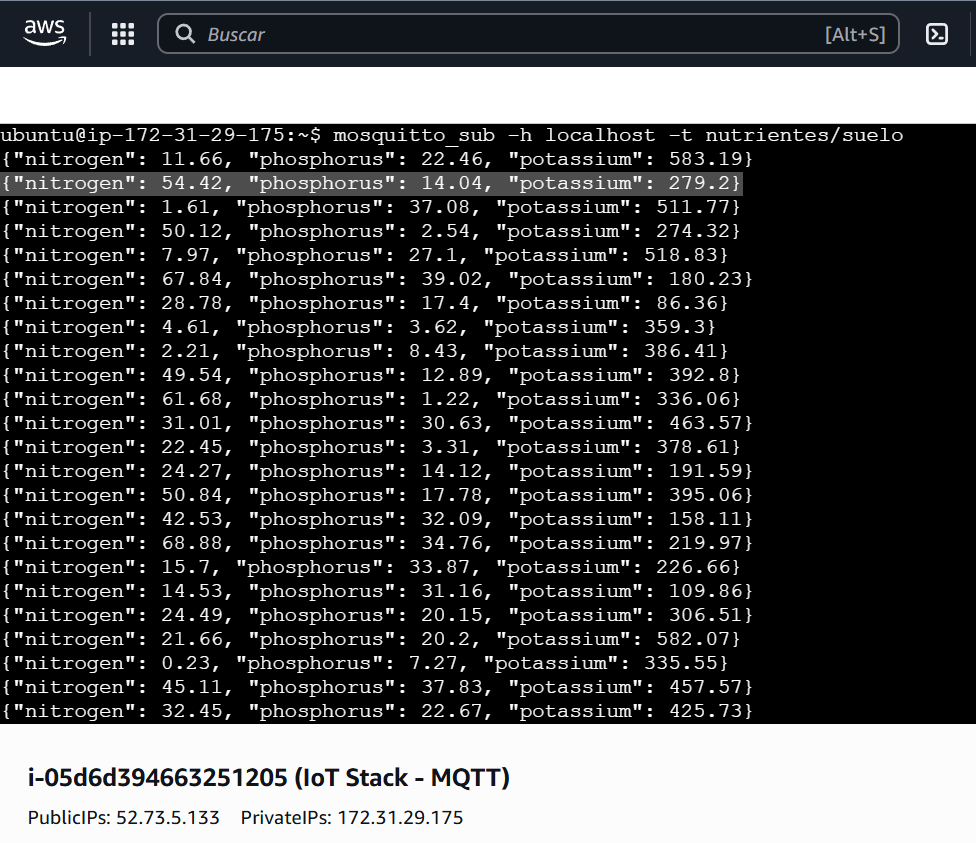 aws
Buscar [Alt+S]
ubuntu@ip-172-31-29-175:~$ mosquitto_sub -h localhost -t nutrientes/suelo
{"nitrogen": 11.66, "phosphorus": 22.46, "potassium": 583.19}
{"nitrogen": 54.42, "phosphorus": 14.04, "potassium": 279.2}
{"nitrogen": 1.61, "phosphorus": 37.08, "potassium": 511.77}
{"nitrogen": 50.12, "phosphorus": 2.54, "potassium": 274.32}
{"nitrogen": 7.97, "phosphorus": 27.1, "potassium": 518.83}
{"nitrogen": 67.84, "phosphorus": 39.02, "potassium": 180.23}
{"nitrogen": 28.78, "phosphorus": 17.4, "potassium": 86.36}
{"nitrogen": 4.61, "phosphorus": 3.62, "potassium": 359.3}
{"nitrogen": 2.21, "phosphorus": 8.43, "potassium": 386.41}
{"nitrogen": 49.54, "phosphorus": 12.89, "potassium": 392.8}
{"nitrogen": 61.68, "phosphorus": 1.22, "potassium": 336.06}
{"nitrogen": 31.01, "phosphorus": 30.63, "potassium": 463.57}
{"nitrogen": 22.45, "phosphorus": 3.31, "potassium": 378.61}
{"nitrogen": 24.27, "phosphorus": 14.12, "potassium": 191.59}
{"nitrogen": 50.84, "phosphorus": 17.78, "potassium": 395.06}
{"nitrogen": 42.53, "phosphorus": 32.09, "potassium": 158.11}
{"nitrogen": 68.88, "phosphorus": 34.76, "potassium": 219.97}
{"nitrogen": 15.7, "phosphorus": 33.87, "potassium": 226.66}
{"nitrogen": 14.53, "phosphorus": 31.16, "potassium": 109.86}
{"nitrogen": 24.49, "phosphorus": 20.15, "potassium": 306.51}
{"nitrogen": 21.66, "phosphorus": 20.2, "potassium": 582.07}
{"nitrogen": 0.23, "phosphorus": 7.27, "potassium": 335.55}
{"nitrogen": 45.11, "phosphorus": 37.83, "potassium": 457.57}
{"nitrogen": 32.45, "phosphorus": 22.67, "potassium": 425.73}
i-05d6d394663251205 (IoT Stack - MQTT)
PublicIPs: 52.73.5.133 PrivateIPs: 172.31.29.175